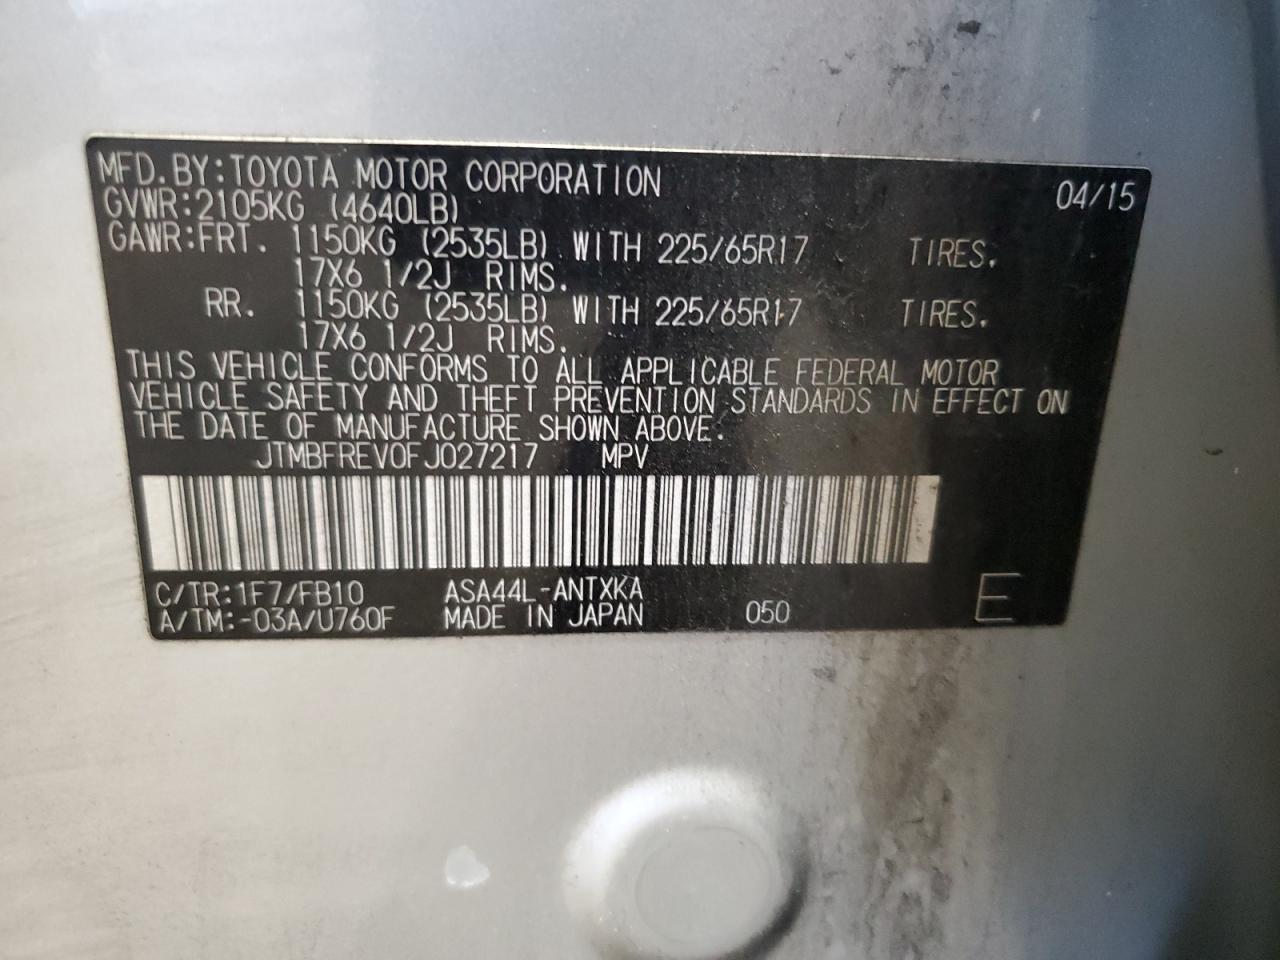 MFD. BY: TOYOTA MOTOR CORPORATION 04/15
GVWR: 2105KG (4640LB)
GAWR: FRT. 1150KG (2535LB) WITH 225/65R17 TIRES.
17X6 1/2J RIMS.
RR. 1150KG (2535LB) WITH 225/65R17 TIRES.
17X6 1/2J RIMS.
THIS VEHICLE CONFORMS TO ALL APPLICABLE FEDERAL MOTOR
VEHICLE SAFETY AND THEFT PREVENTION STANDARDS IN EFFECT ON
THE DATE OF MANUFACTURE SHOWN ABOVE.
JTMBFREV0FJ027217 MPV
C/TR: 1F7/FB10 ASA44L-ANTXKA
A/TM: -03A/U760F MADE IN JAPAN 050 E